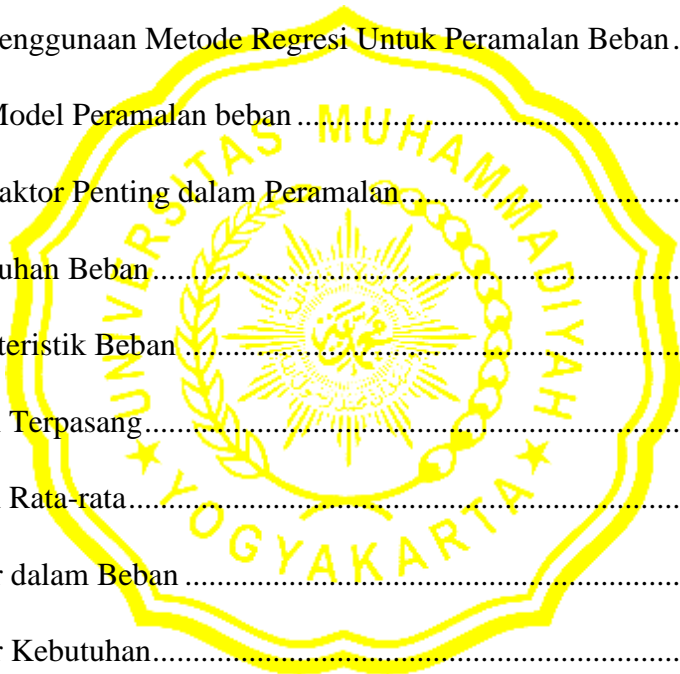 enggunaan Metode Regresi Untuk Peramalan Beban.
Model Peramalan beban ................................................
aktor Penting dalam Peramalan...................................
uhan Beban..................................................................
teristik Beban ..............................................................
Terpasang...................................................................
Rata-rata.....................................................................
r dalam Beban ..............................................................
r Kebutuhan..................................................................
UNIVERSITAS MUHAMMADIYAH
★ YOGYAKARTA ★